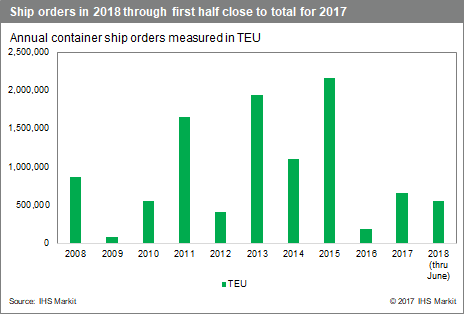 Ship orders in 2018 through first half close to total for 2017
Annual container ship orders measured in TEU
2,500,000
2,000,000
1,500,000
1,000,000
500,000
0
2008 2009 2010 2011 2012 2013 2014 2015 2016 2017 2018
(thru
June)
TEU
Source: IHS Markit © 2017 IHS Markit